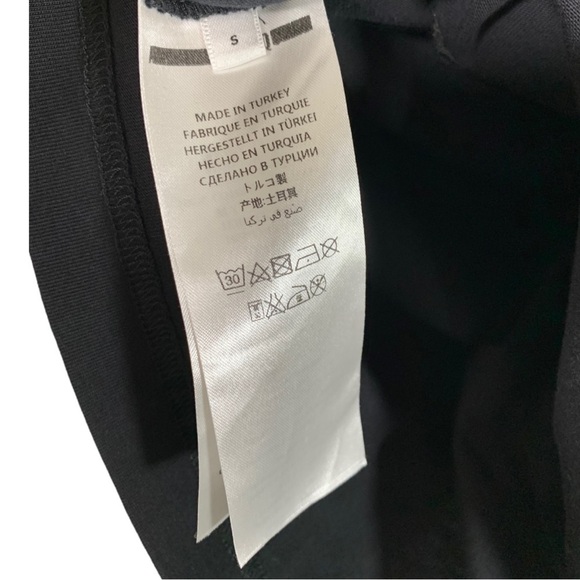 S
MADE IN TURKEY
FABRIQUE EN TURQUIE
HERGESTELLT IN TÜRKEI
HECHO EN TURQUIA
СДЕЛАНО В ТУРЦИИ
トルコ製
产地:土耳其
صنع في تركيا
30